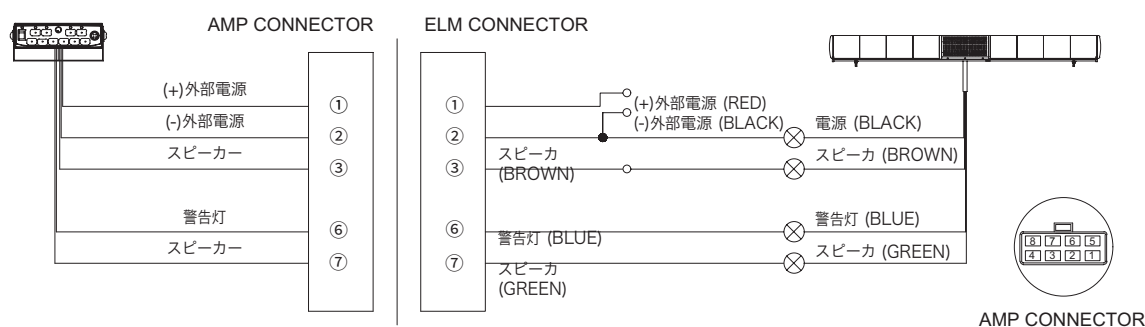 AMP CONNECTOR
ELM CONNECTOR
(+)外部電源
(-)外部電源
スピーカー
警告灯
スピーカー
①
②
③
⑥
⑦
①
②
③
⑥
⑦
(+)外部電源 (RED)
(-)外部電源 (BLACK)
スピーカ
(BROWN)
警告灯 (BLUE)
スピーカ
(GREEN)
電源 (BLACK)
スピーカ (BROWN)
警告灯 (BLUE)
スピーカ (GREEN)
8 7 6 5
4 3 2 1
AMP CONNECTOR